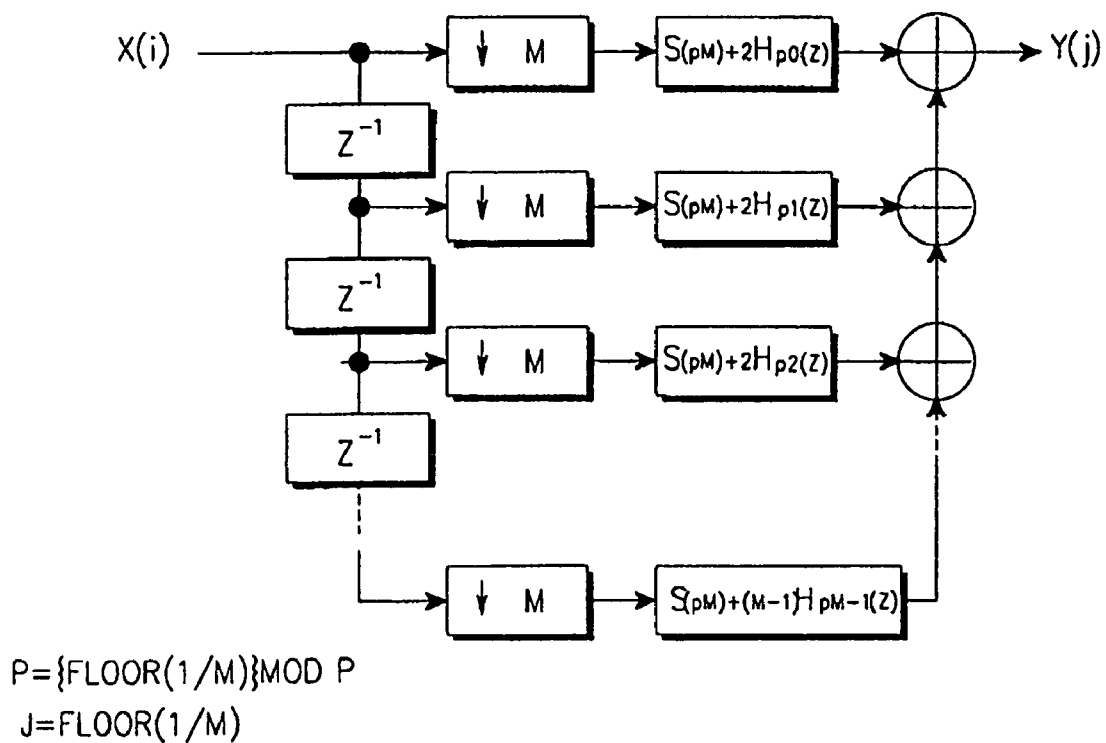 X(i)
↓ M
S(pM)+2Hp0(Z)
Y(j)
Z⁻¹
↓ M
S(pM)+2Hp1(Z)
Z⁻¹
↓ M
S(pM)+2Hp2(Z)
Z⁻¹
↓ M
S(pM)+(M-1)HpM-1(Z)
P={FLOOR(1/M)}MOD P
J=FLOOR(1/M)